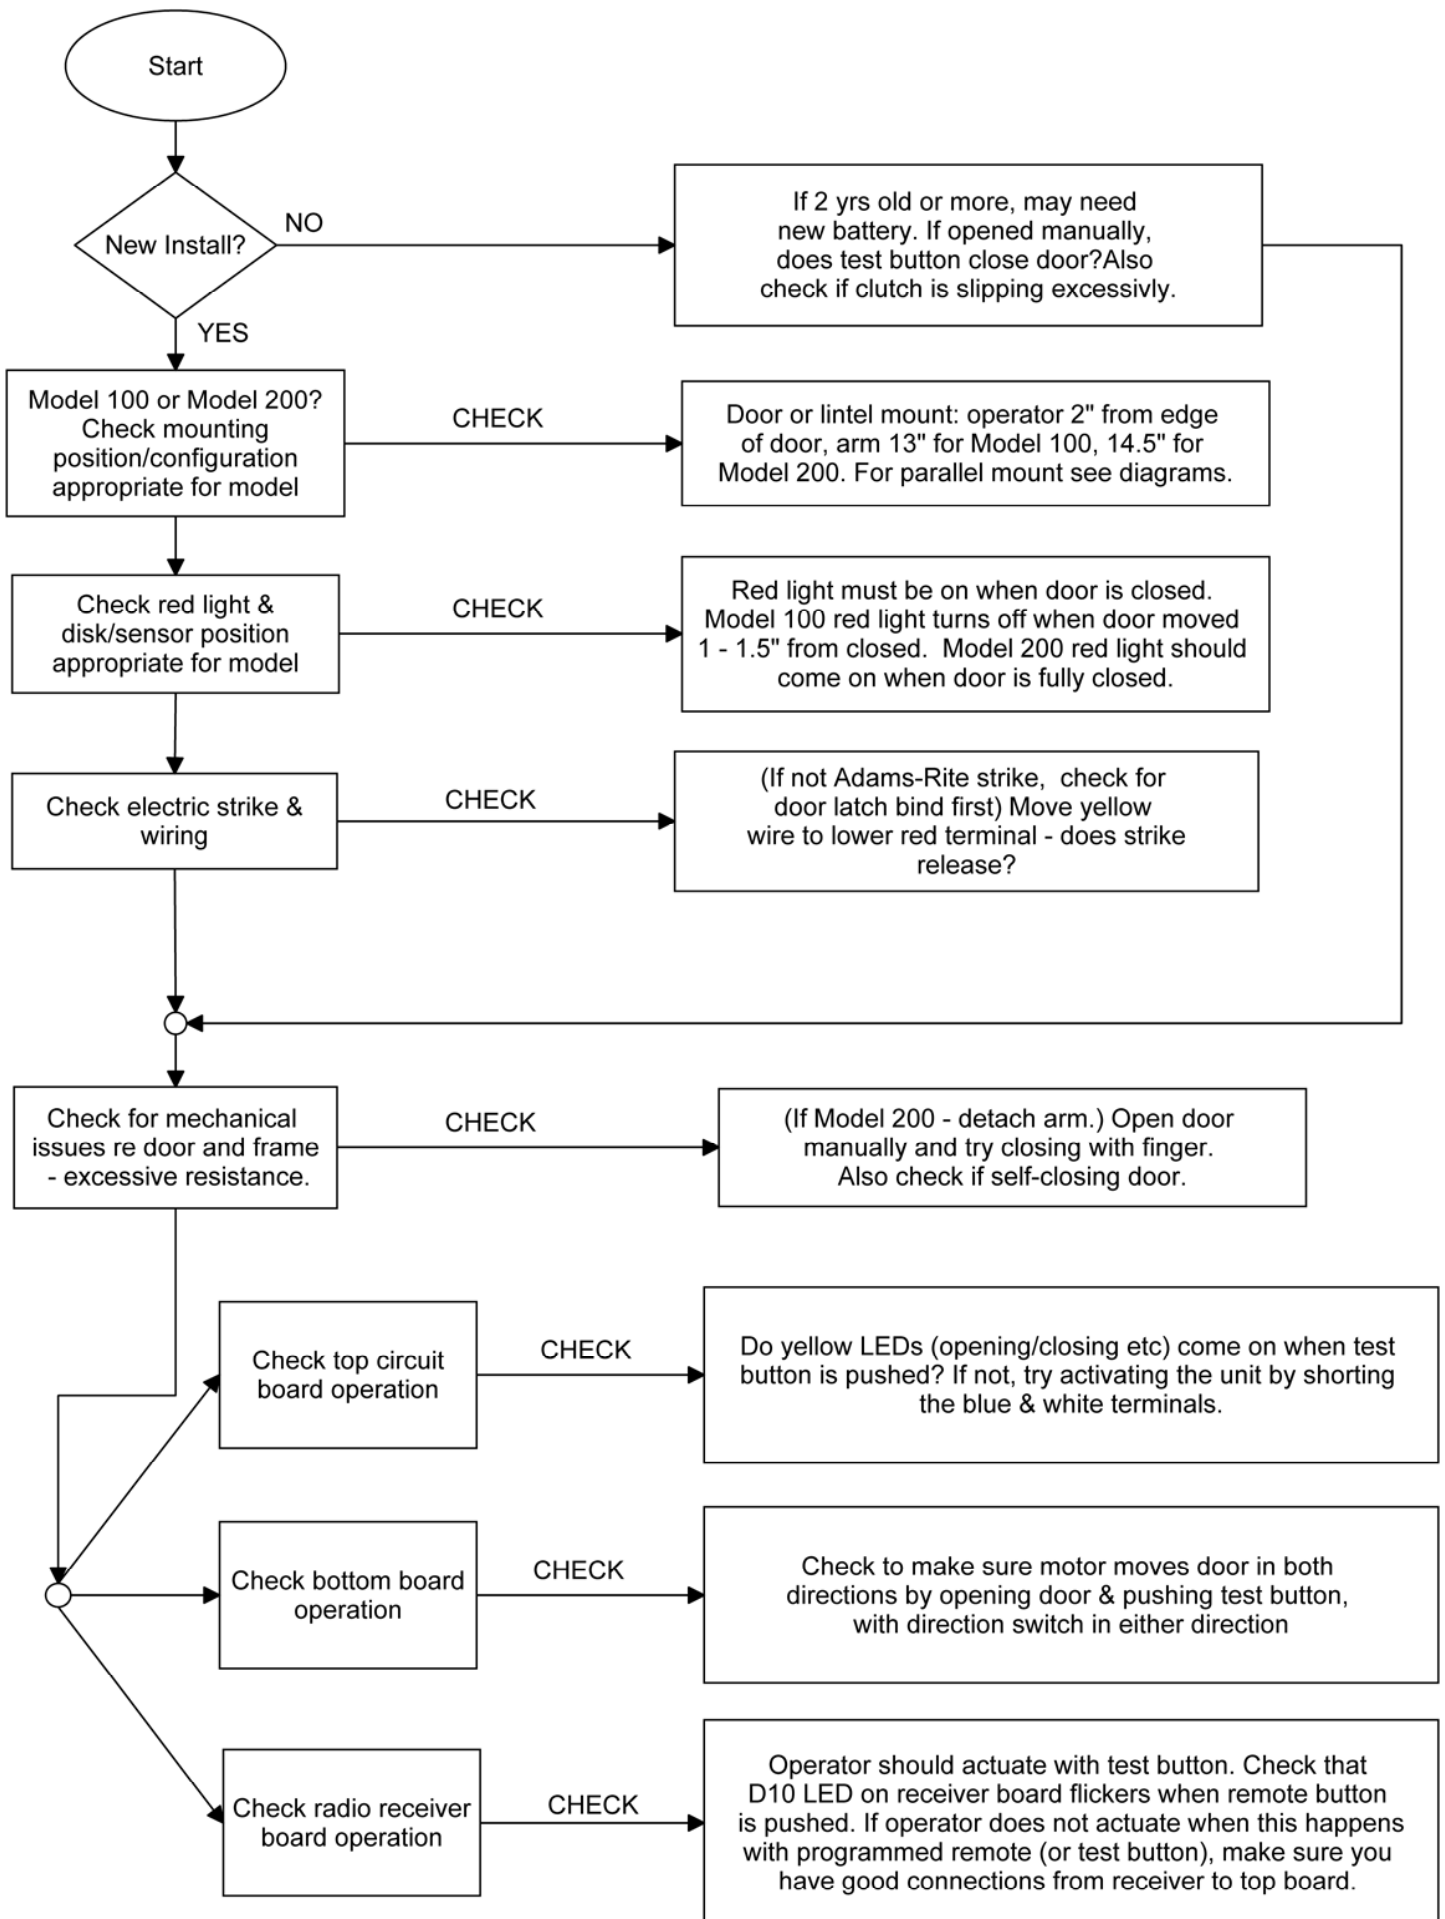 Start
New Install?
NO
YES
If 2 yrs old or more, may need
new battery. If opened manually,
does test button close door?Also
check if clutch is slipping excessivly.
Model 100 or Model 200?
Check mounting
position/configuration
appropriate for model
CHECK
Door or lintel mount: operator 2" from edge
of door, arm 13" for Model 100, 14.5" for
Model 200. For parallel mount see diagrams.
Check red light &
disk/sensor position
appropriate for model
CHECK
Red light must be on when door is closed.
Model 100 red light turns off when door moved
1 - 1.5" from closed.  Model 200 red light should
come on when door is fully closed.
Check electric strike &
wiring
CHECK
(If not Adams-Rite strike,  check for
door latch bind first) Move yellow
wire to lower red terminal - does strike
release?
Check for mechanical
issues re door and frame
- excessive resistance.
CHECK
(If Model 200 - detach arm.) Open door
manually and try closing with finger.
Also check if self-closing door.
Check top circuit
board operation
CHECK
Do yellow LEDs (opening/closing etc) come on when test
button is pushed? If not, try activating the unit by shorting
the blue & white terminals.
Check bottom board
operation
CHECK
Check to make sure motor moves door in both
directions by opening door & pushing test button,
with direction switch in either direction
Check radio receiver
board operation
CHECK
Operator should actuate with test button. Check that
D10 LED on receiver board flickers when remote button
is pushed. If operator does not actuate when this happens
with programmed remote (or test button), make sure you
have good connections from receiver to top board.